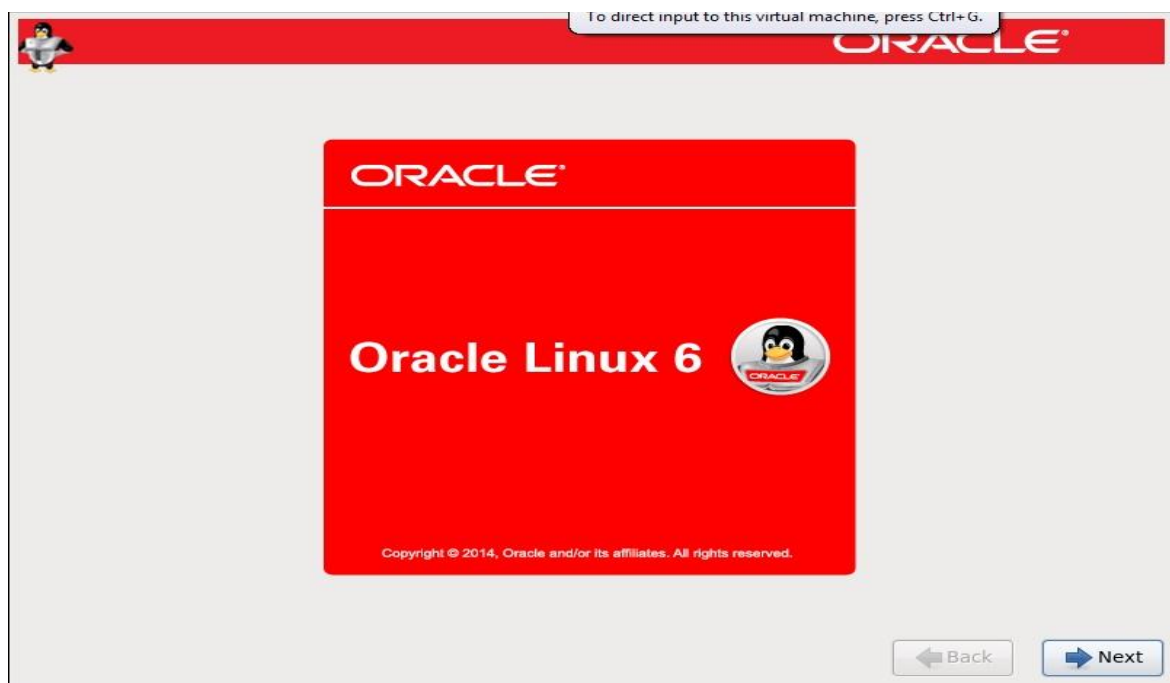 To direct input to this virtual machine, press Ctrl+G.
ORACLE®
ORACLE®
Oracle Linux 6
ORACLE
Copyright © 2014, Oracle and/or its affiliates. All rights reserved.
Back
Next